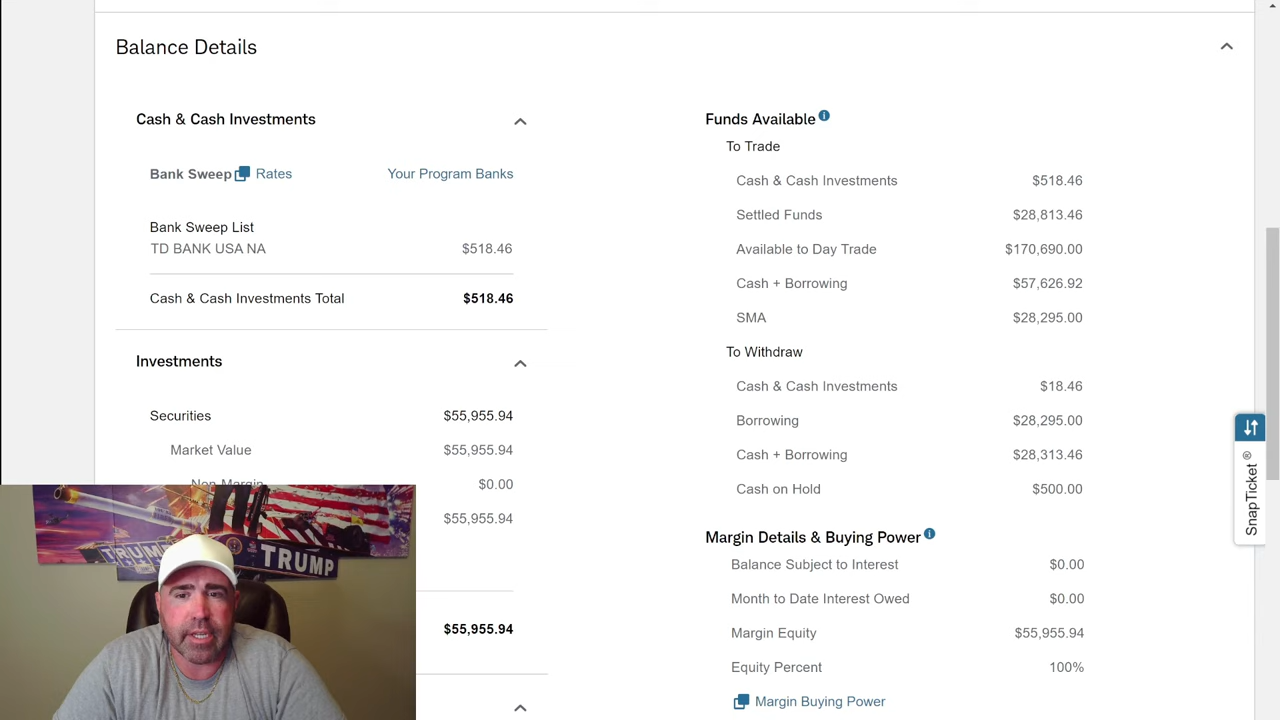 Balance Details
Cash & Cash Investments
Bank Sweep Rates Your Program Banks
Bank Sweep List
TD BANK USA NA $518.46
Cash & Cash Investments Total $518.46
Investments
Securities $55,955.94
Market Value $55,955.94
Non-Margin $0.00
$55,955.94
$55,955.94
Funds Available
To Trade
Cash & Cash Investments $518.46
Settled Funds $28,813.46
Available to Day Trade $170,690.00
Cash + Borrowing $57,626.92
SMA $28,295.00
To Withdraw
Cash & Cash Investments $18.46
Borrowing $28,295.00
Cash + Borrowing $28,313.46
Cash on Hold $500.00
Margin Details & Buying Power
Balance Subject to Interest $0.00
Month to Date Interest Owed $0.00
Margin Equity $55,955.94
Equity Percent 100%
Margin Buying Power
SnapTicket ®
TRUMP
TRUMP